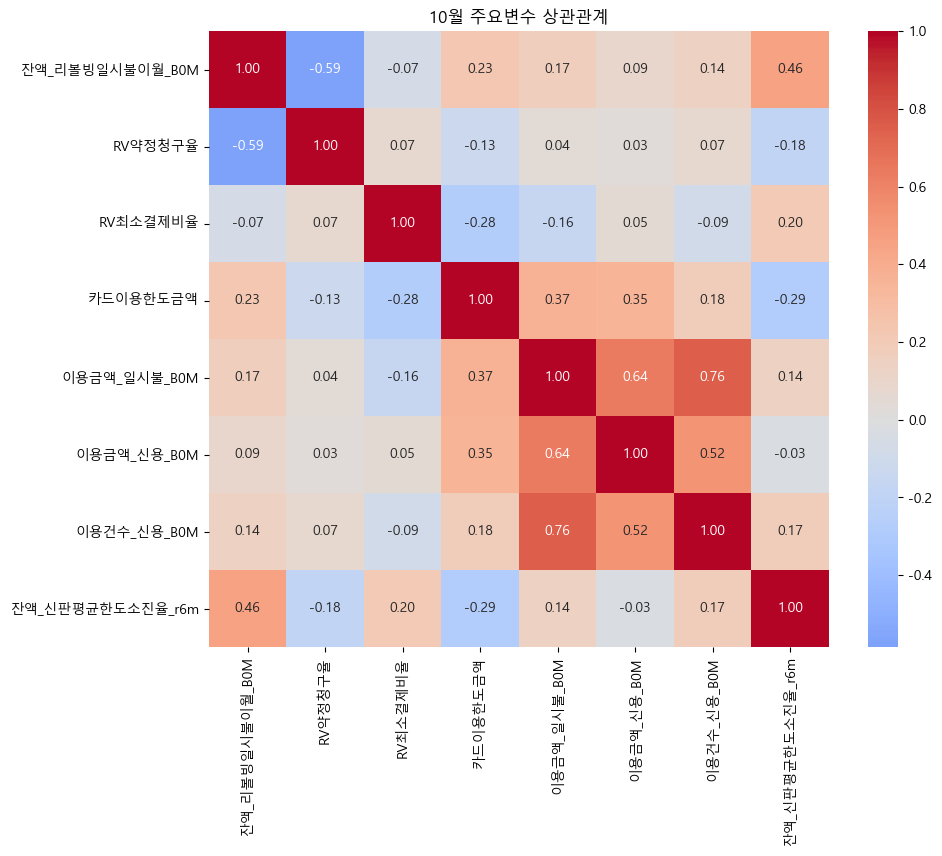 10월 주요변수 상관관계
잔액_리볼빙일시불이월_B0M 1.00 -0.59 -0.07 0.23 0.17 0.09 0.14 0.46
RV약정청구율 -0.59 1.00 0.07 -0.13 0.04 0.03 0.07 -0.18
RV최소결제비율 -0.07 0.07 1.00 -0.28 -0.16 0.05 -0.09 0.20
카드이용한도금액 0.23 -0.13 -0.28 1.00 0.37 0.35 0.18 -0.29
이용금액_일시불_B0M 0.17 0.04 -0.16 0.37 1.00 0.64 0.76 0.14
이용금액_신용_B0M 0.09 0.03 0.05 0.35 0.64 1.00 0.52 -0.03
이용건수_신용_B0M 0.14 0.07 -0.09 0.18 0.76 0.52 1.00 0.17
잔액_신판평균한도소진율_r6m 0.46 -0.18 0.20 -0.29 0.14 -0.03 0.17 1.00
잔액_리볼빙일시불이월_B0M
RV약정청구율
RV최소결제비율
카드이용한도금액
이용금액_일시불_B0M
이용금액_신용_B0M
이용건수_신용_B0M
잔액_신판평균한도소진율_r6m
1.0
0.8
0.6
0.4
0.2
0.0
-0.2
-0.4